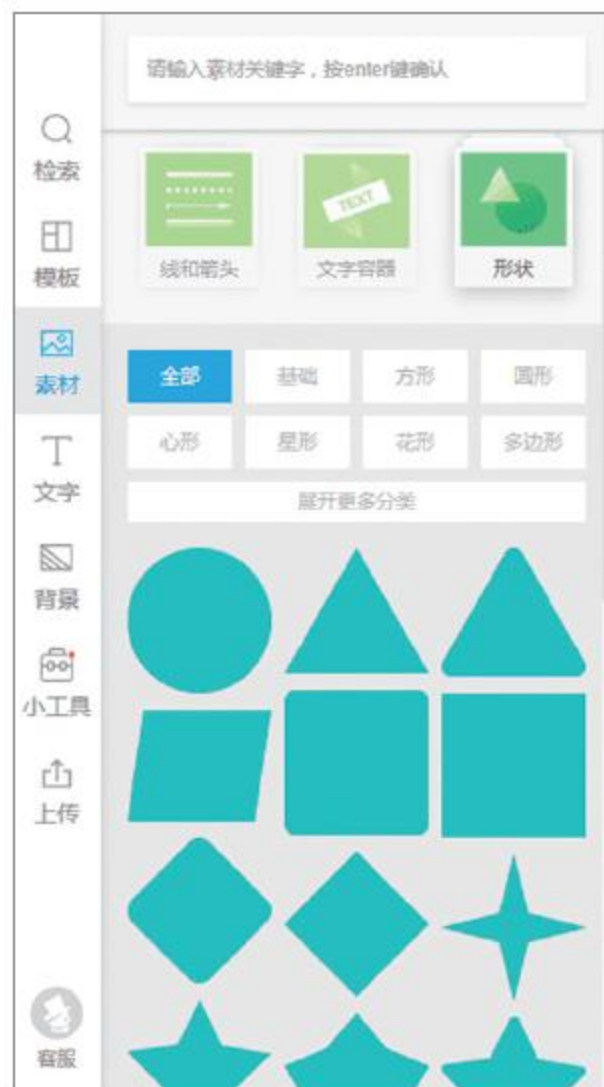 请输入素材关键字，按enter键确认
检索
模板
素材
文字
背景
小工具
上传
客服
线和箭头
TEXT
文字容器
形状
全部
基础
方形
圆形
心形
星形
花形
多边形
展开更多分类